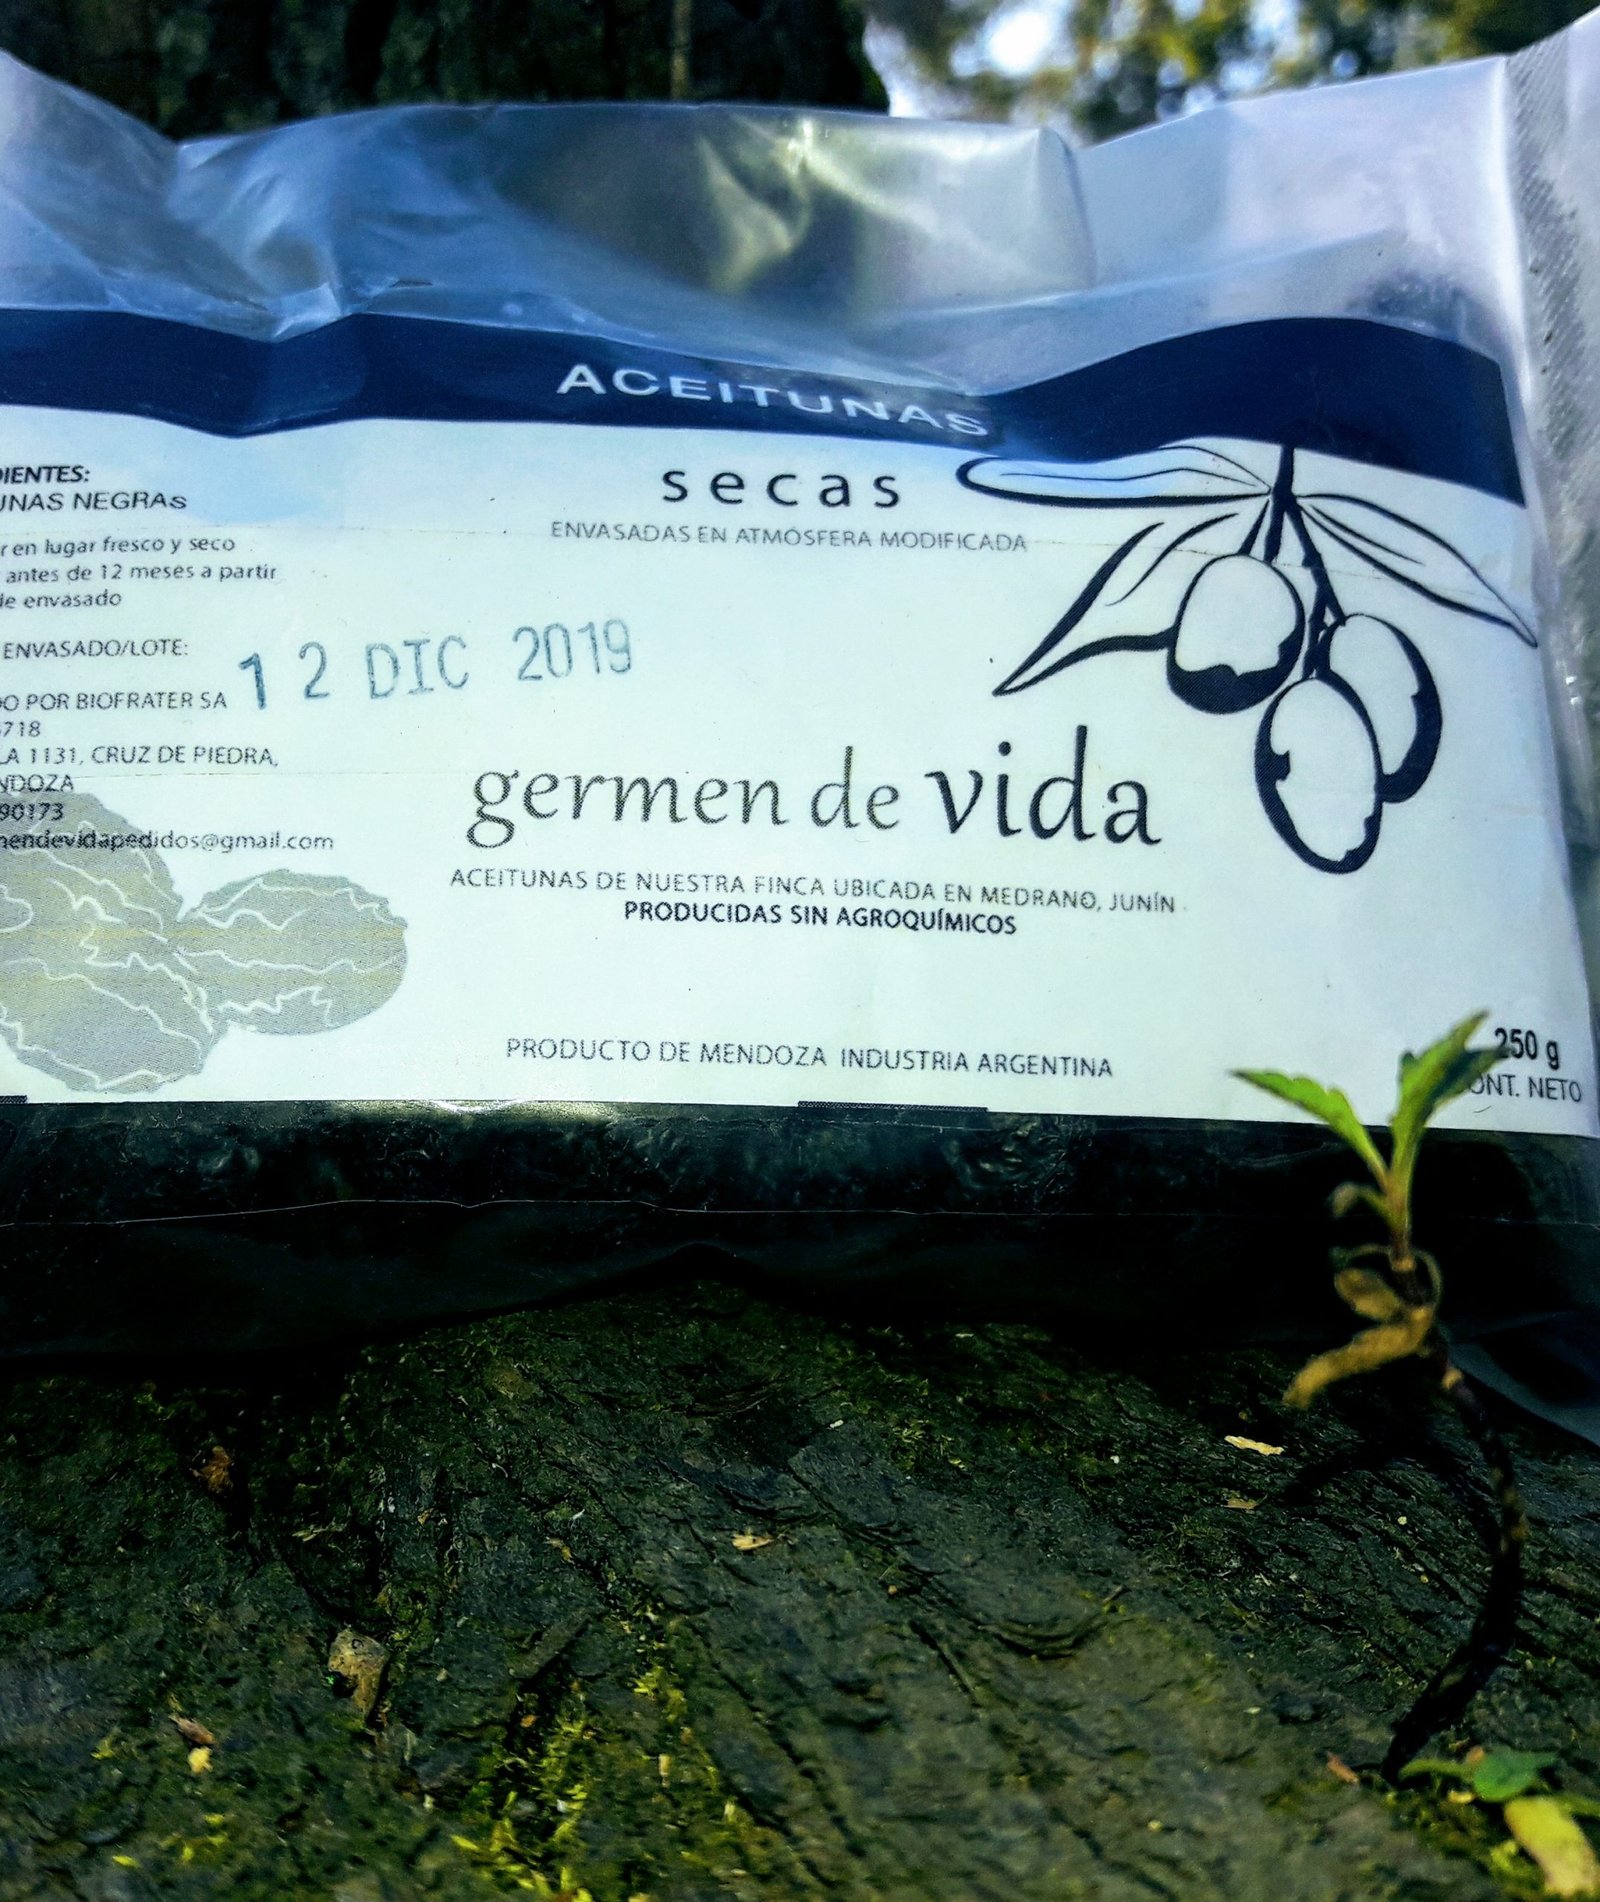 ACEITUNAS
secas
ENVASADAS EN ATMÓSFERA MODIFICADA
DIENTES:
UNAS NEGRAS
r en lugar fresco y seco
antes de 12 meses a partir
de envasado
ENVASADO/LOTE:
12 DIC 2019
DO POR BIOFRATER SA
5718
LA 1131, CRUZ DE PIEDRA,
NDOZA
90173
mendevidapedidos@gmail.com
germen de vida
ACEITUNAS DE NUESTRA FINCA UBICADA EN MEDRANO, JUNÍN
PRODUCIDAS SIN AGROQUÍMICOS
PRODUCTO DE MENDOZA INDUSTRIA ARGENTINA
250 g
CONT. NETO